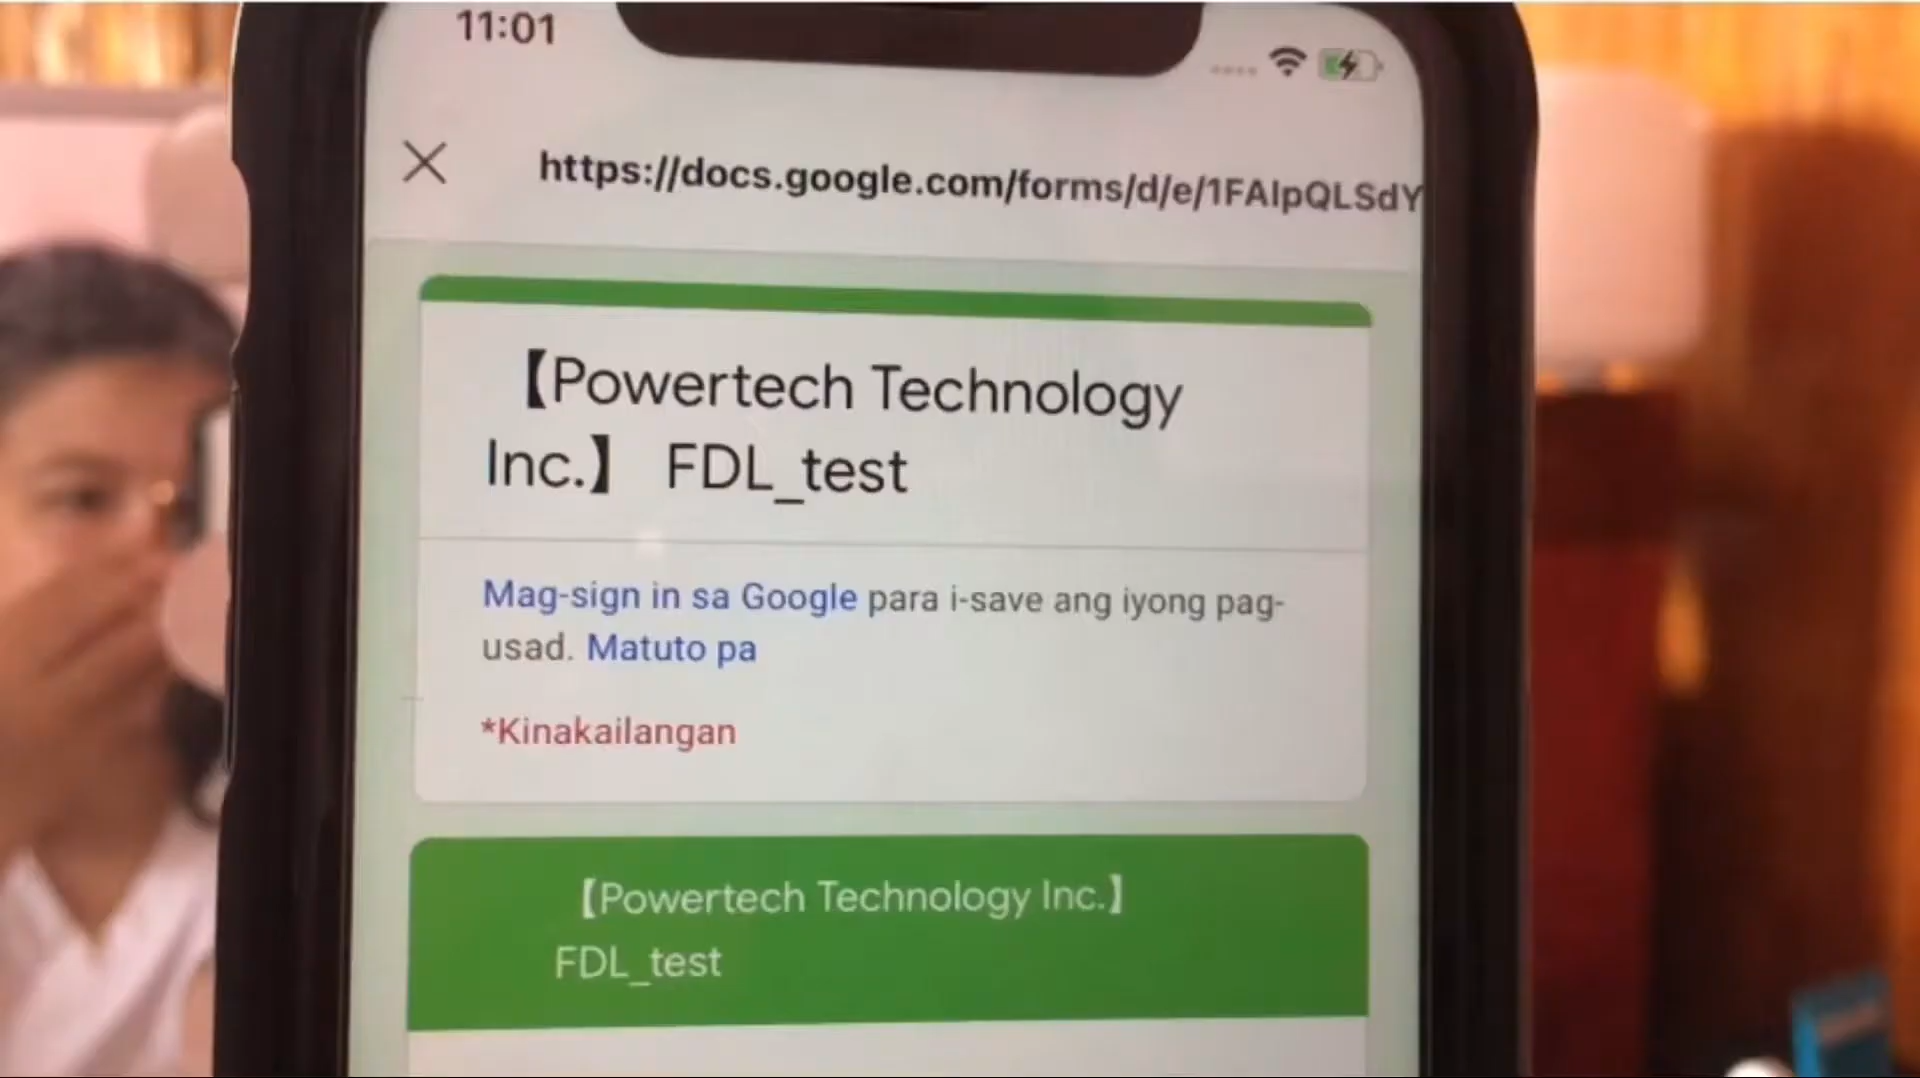 11:01
https://docs.google.com/forms/d/e/1FAIpQLSdY
【Powertech Technology
Inc.】 FDL_test
Mag-sign in sa Google para i-save ang iyong pag-
usad. Matuto pa
*Kinakailangan
【Powertech Technology Inc.】
FDL_test